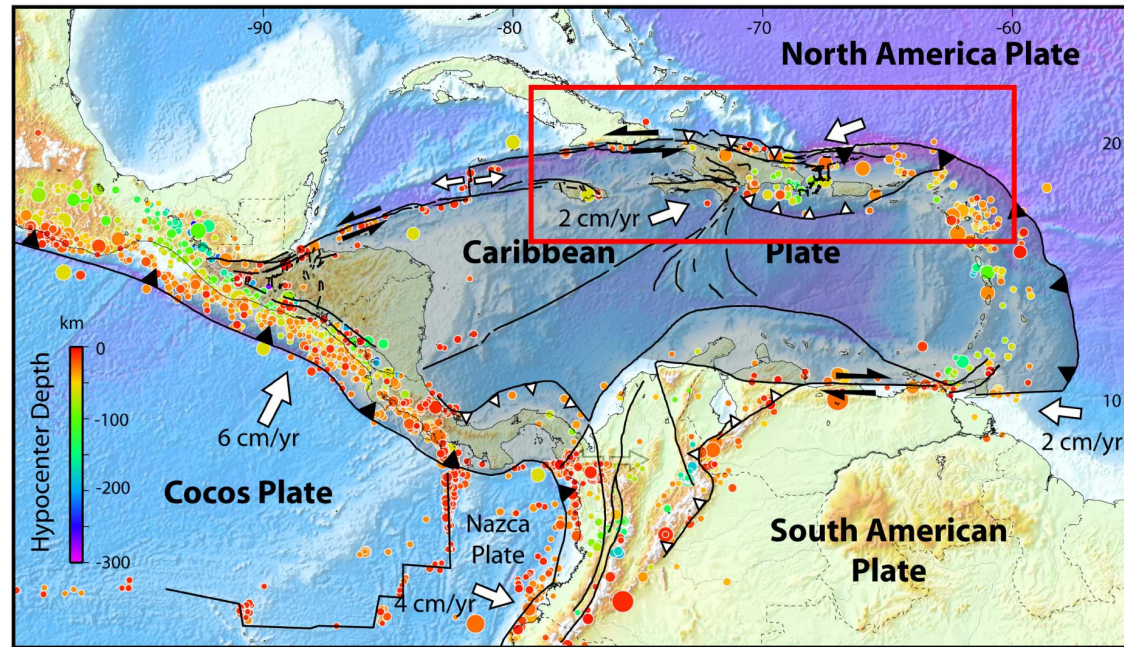 -90
-80
-70
-60
North America Plate
20
2 cm/yr
Caribbean
Plate
km
0
-100
-200
-300
Hypocenter Depth
6 cm/yr
10
2 cm/yr
Cocos Plate
Nazca
Plate
South American
Plate
4 cm/yr